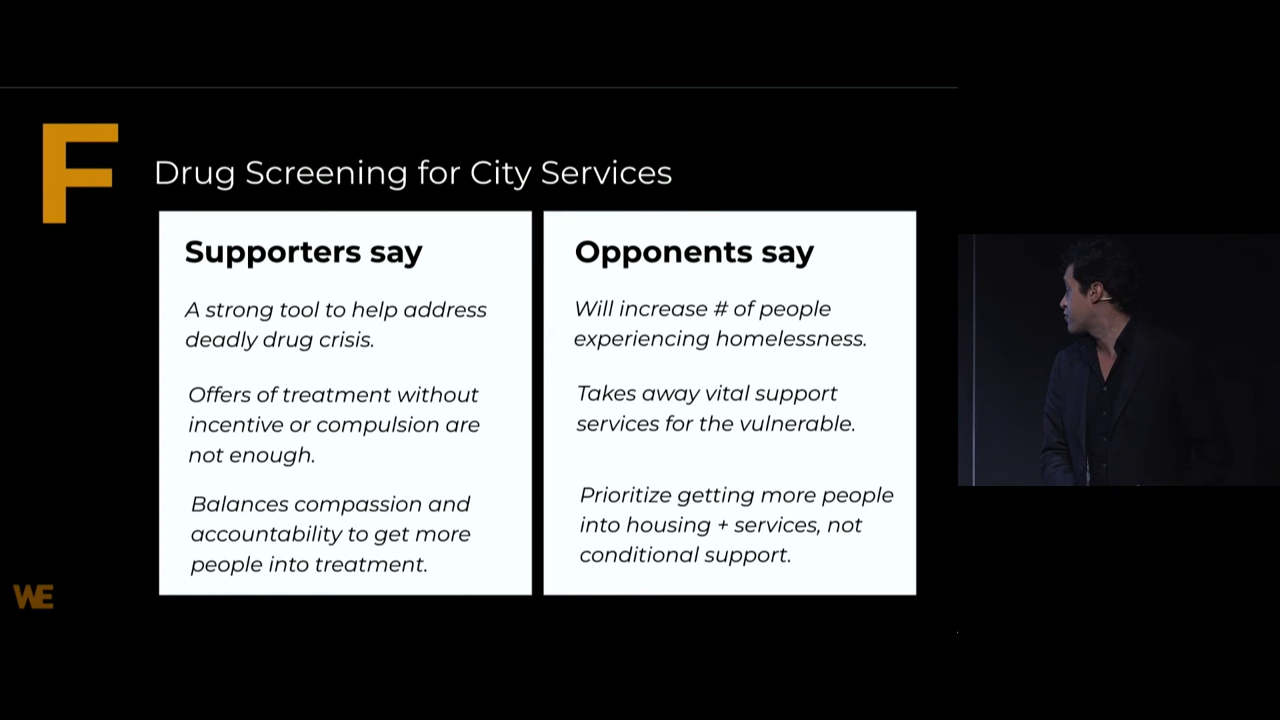 F
Drug Screening for City Services
Supporters say
A strong tool to help address
deadly drug crisis.
Offers of treatment without
incentive or compulsion are
not enough.
Balances compassion and
accountability to get more
people into treatment.
Opponents say
Will increase # of people
experiencing homelessness.
Takes away vital support
services for the vulnerable.
Prioritize getting more people
into housing + services, not
conditional support.
WE